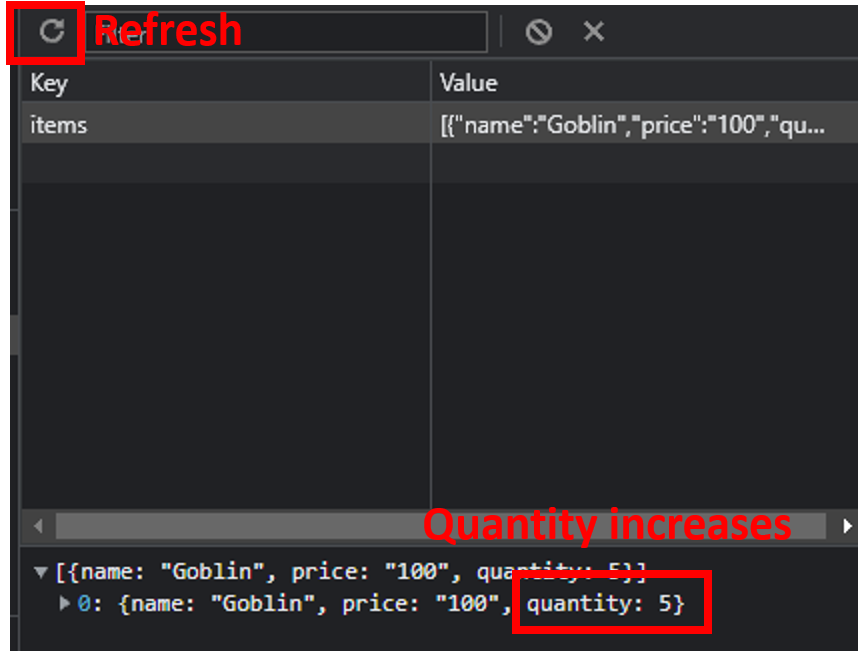 Refresh
Filter
Key Value
items [{"name":"Goblin","price":"100","qu...
Quantity increases
▼[{name: "Goblin", price: "100", quantity: 5}]
▶0: {name: "Goblin", price: "100", quantity: 5}